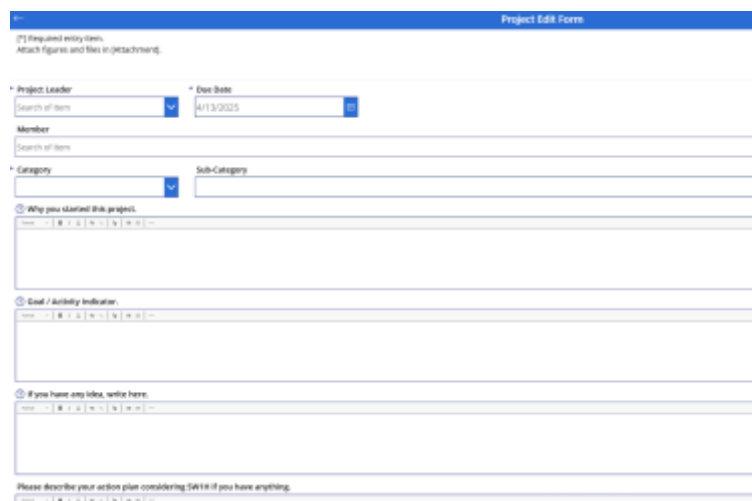 Project Edit Form
[*] Required entry item.
Attach figures and files in [Attachment].
* Project Leader
* Due Date
Search of item
4/13/2025
Member
Search of item
* Category
Sub-Category
Why you started this project.
Goal / Activity Indicator.
If you have any idea, write here.
Please describe your action plan considering 5W1H if you have anything.